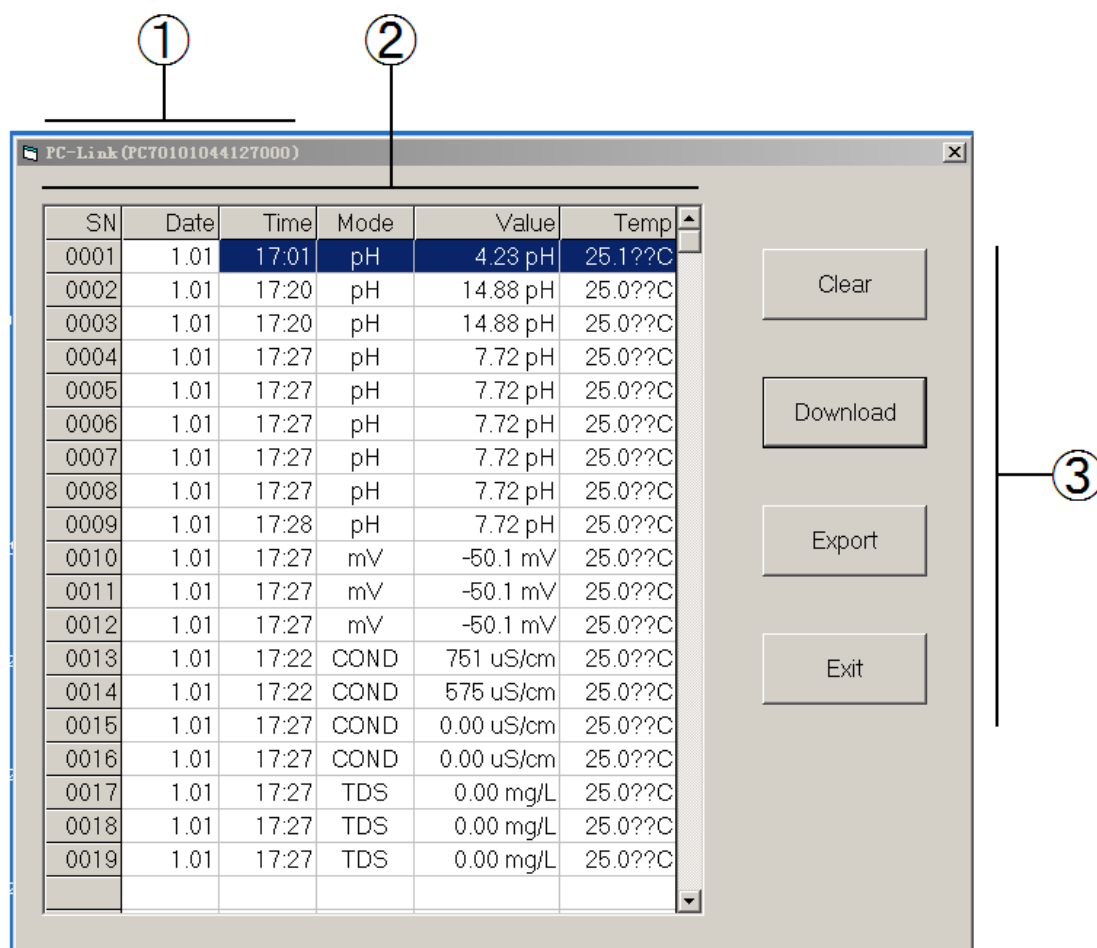 ① ②
PC-Link(PC70101044127000)
SN Date Time Mode Value Temp
0001 1.01 17:01 pH 4.23 pH 25.1??C
0002 1.01 17:20 pH 14.88 pH 25.0??C
0003 1.01 17:20 pH 14.88 pH 25.0??C
0004 1.01 17:27 pH 7.72 pH 25.0??C
0005 1.01 17:27 pH 7.72 pH 25.0??C
0006 1.01 17:27 pH 7.72 pH 25.0??C
0007 1.01 17:27 pH 7.72 pH 25.0??C
0008 1.01 17:27 pH 7.72 pH 25.0??C
0009 1.01 17:28 pH 7.72 pH 25.0??C
0010 1.01 17:27 mV -50.1 mV 25.0??C
0011 1.01 17:27 mV -50.1 mV 25.0??C
0012 1.01 17:27 mV -50.1 mV 25.0??C
0013 1.01 17:22 COND 751 uS/cm 25.0??C
0014 1.01 17:22 COND 575 uS/cm 25.0??C
0015 1.01 17:27 COND 0.00 uS/cm 25.0??C
0016 1.01 17:27 COND 0.00 uS/cm 25.0??C
0017 1.01 17:27 TDS 0.00 mg/L 25.0??C
0018 1.01 17:27 TDS 0.00 mg/L 25.0??C
0019 1.01 17:27 TDS 0.00 mg/L 25.0??C
Clear
Download
Export
Exit
③